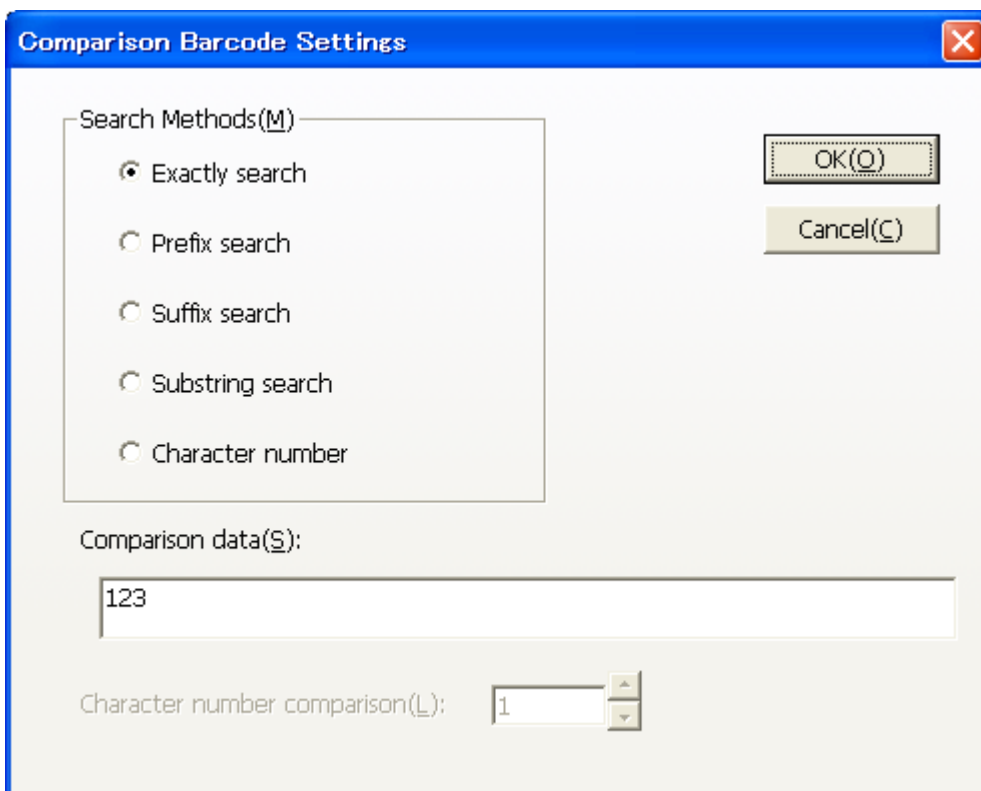 Comparison Barcode Settings
Search Methods(M)
Exactly search
Prefix search
Suffix search
Substring search
Character number
OK(O)
Cancel(C)
Comparison data(S):
123
Character number comparison(L):
1